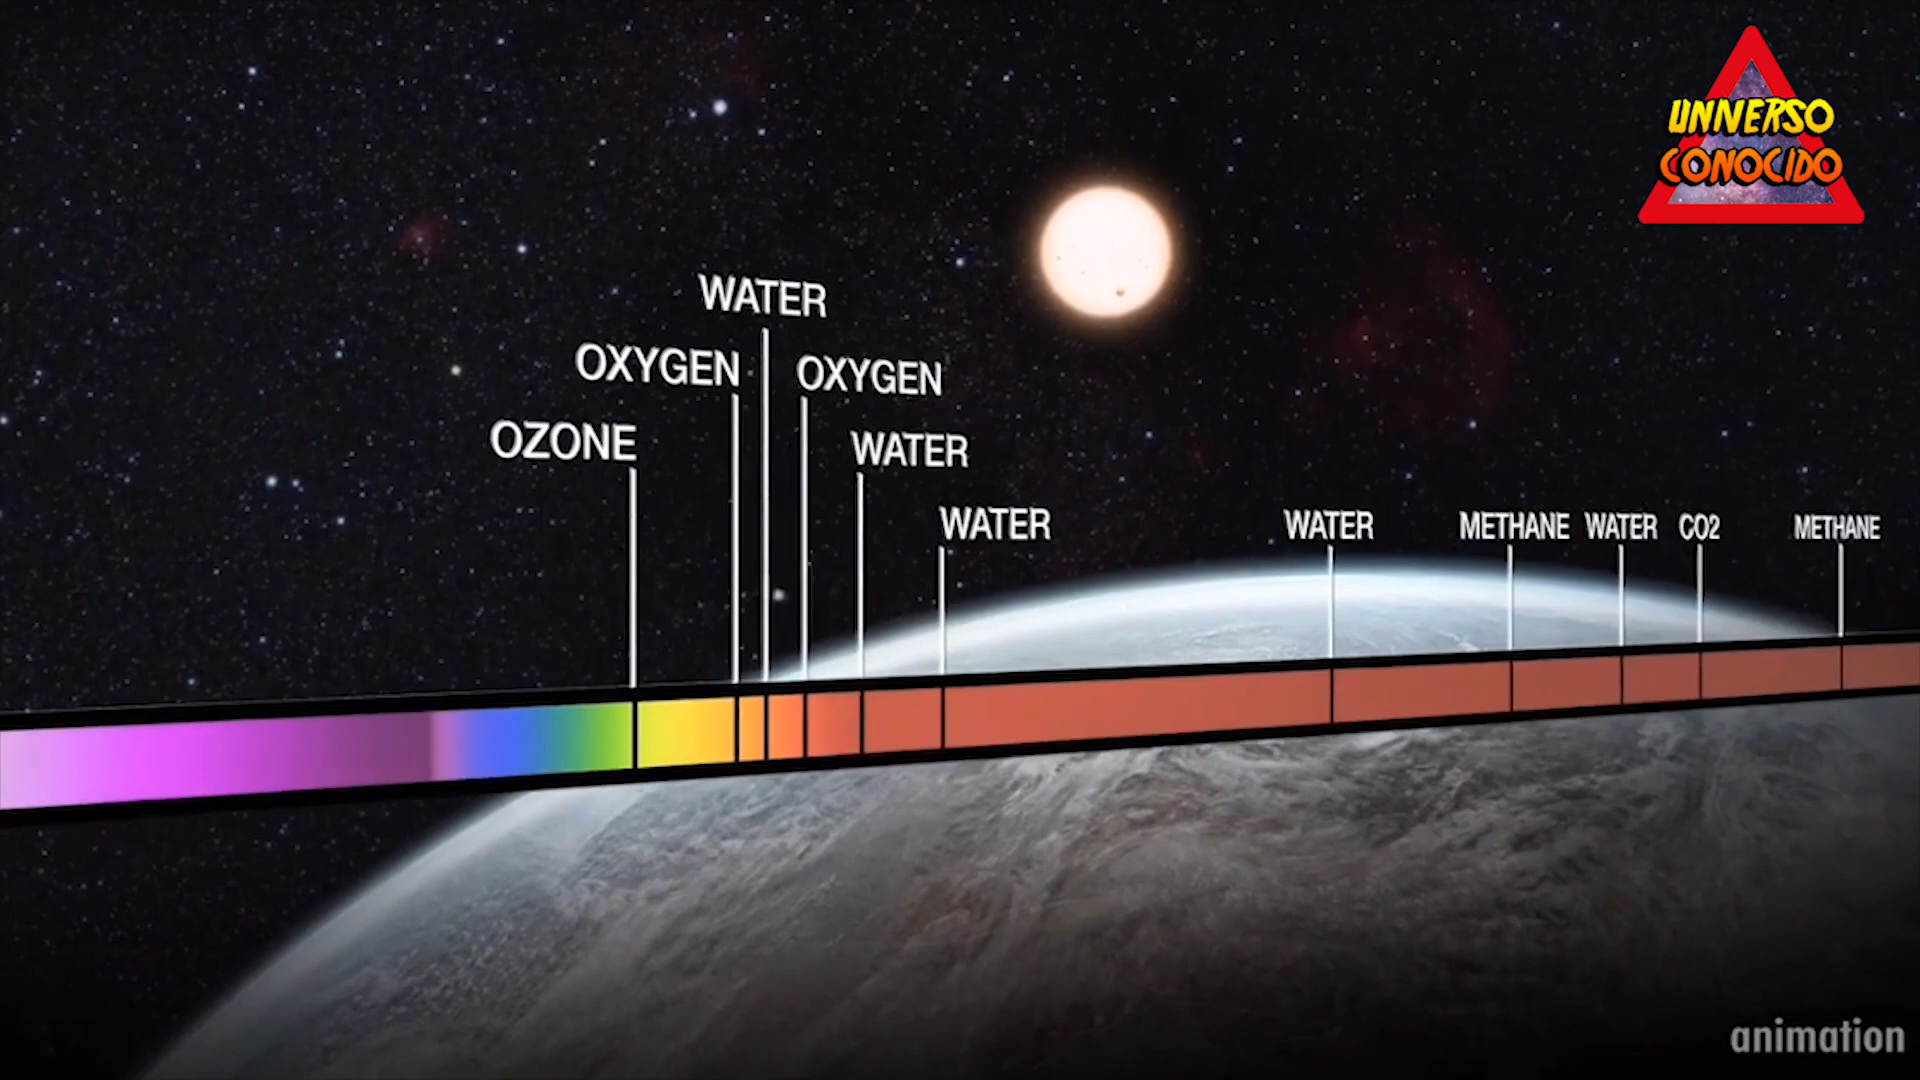 UNIVERSO
CONOCIDO
WATER
OXYGEN
OXYGEN
OZONE
WATER
WATER
WATER
METHANE
WATER
CO2
METHANE
animation